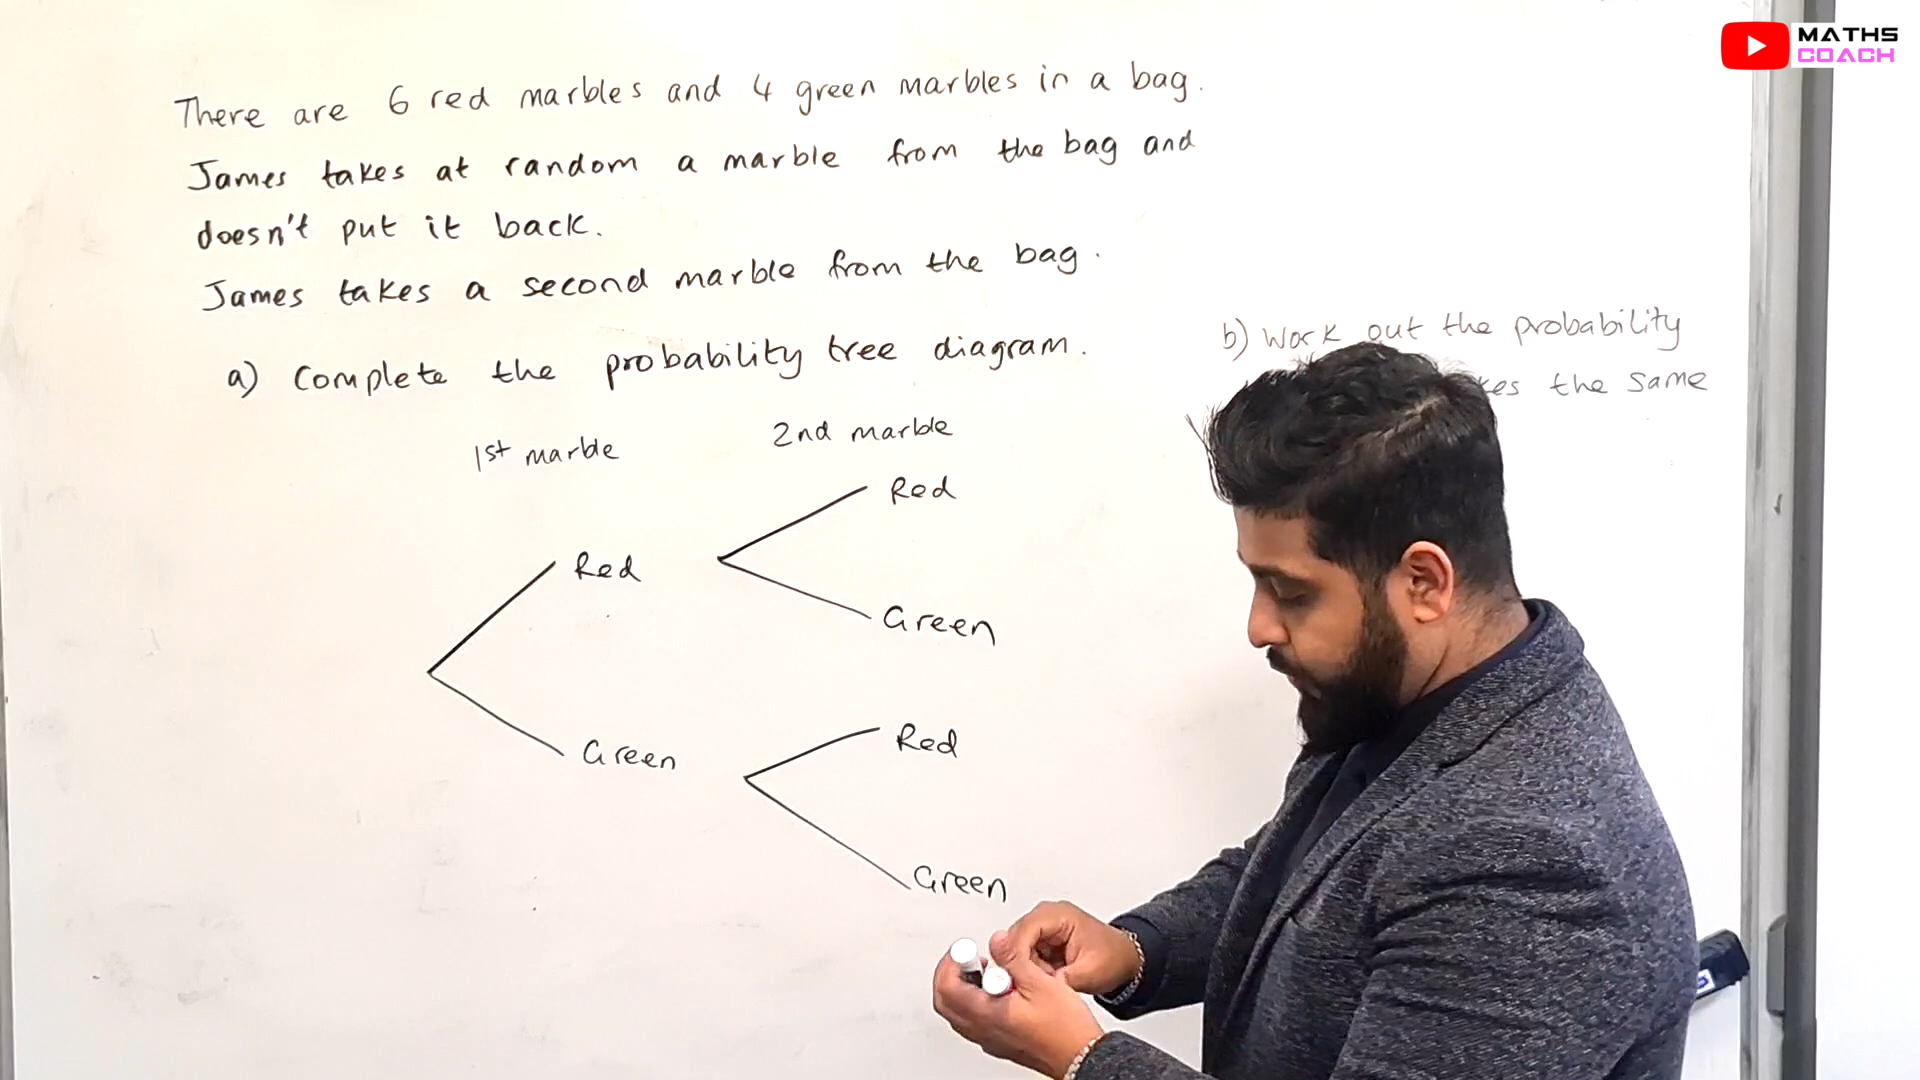 MATHS
COACH
There are 6 red marbles and 4 green marbles in a bag.
James takes at random a marble from the bag and
doesn't put it back.
James takes a second marble from the bag.
a) Complete the probability tree diagram.
b) Work out the probability
the same
1st marble
2nd marble
Red
Green
Red
Green
Red
Green